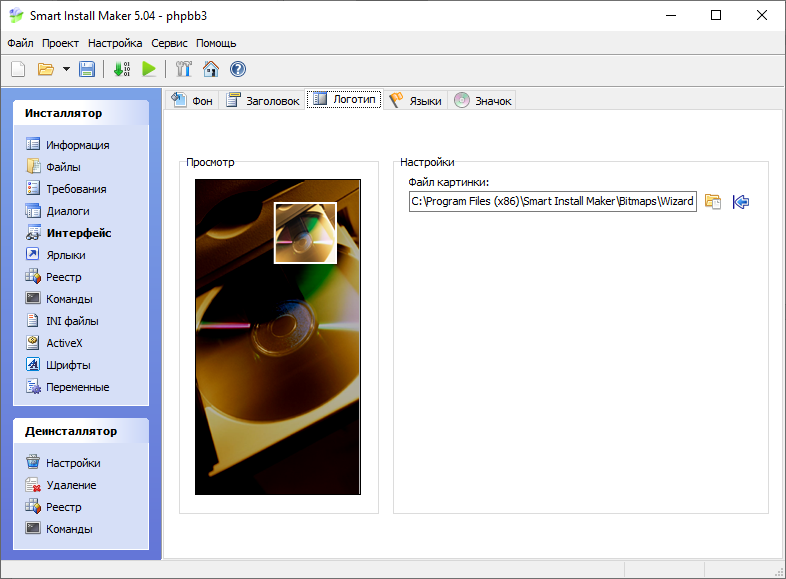 Smart Install Maker 5.04 - phpbb3
Файл Проект Настройка Сервис Помощь
Инсталлятор
Информация
Файлы
Требования
Диалоги
Интерфейс
Ярлыки
Реестр
Команды
INI файлы
ActiveX
Шрифты
Переменные
Деинсталлятор
Настройки
Удаление
Реестр
Команды
Фон Заголовок Логотип Языки Значок
Просмотр
Настройки
Файл картинки:
C:\Program Files (x86)\Smart Install Maker\Bitmaps\Wizard